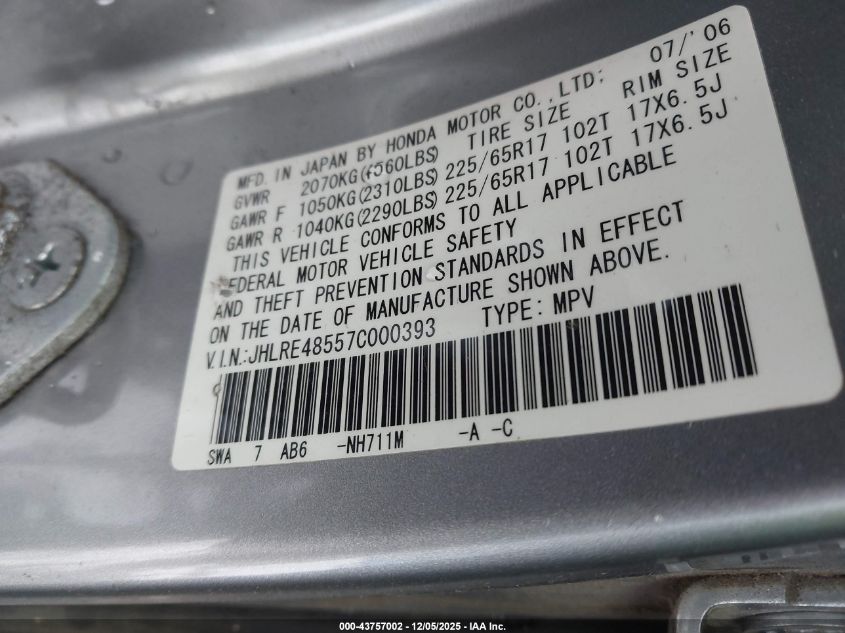 MFD. IN JAPAN BY HONDA MOTOR CO., LTD: 07/'06
GVWR 2070KG(4560LBS) TIRE SIZE RIM SIZE
GAWR F 1050KG(2310LBS) 225/65R17 102T 17X6.5J
GAWR R 1040KG(2290LBS) 225/65R17 102T 17X6.5J
THIS VEHICLE CONFORMS TO ALL APPLICABLE
FEDERAL MOTOR VEHICLE SAFETY
AND THEFT PREVENTION STANDARDS IN EFFECT
ON THE DATE OF MANUFACTURE SHOWN ABOVE.
V.I.N.:JHLRE48557C000393 TYPE: MPV
SWA 7 AB6 -NH711M -A -C
000-43757002 - 12/05/2025 - IAA Inc.